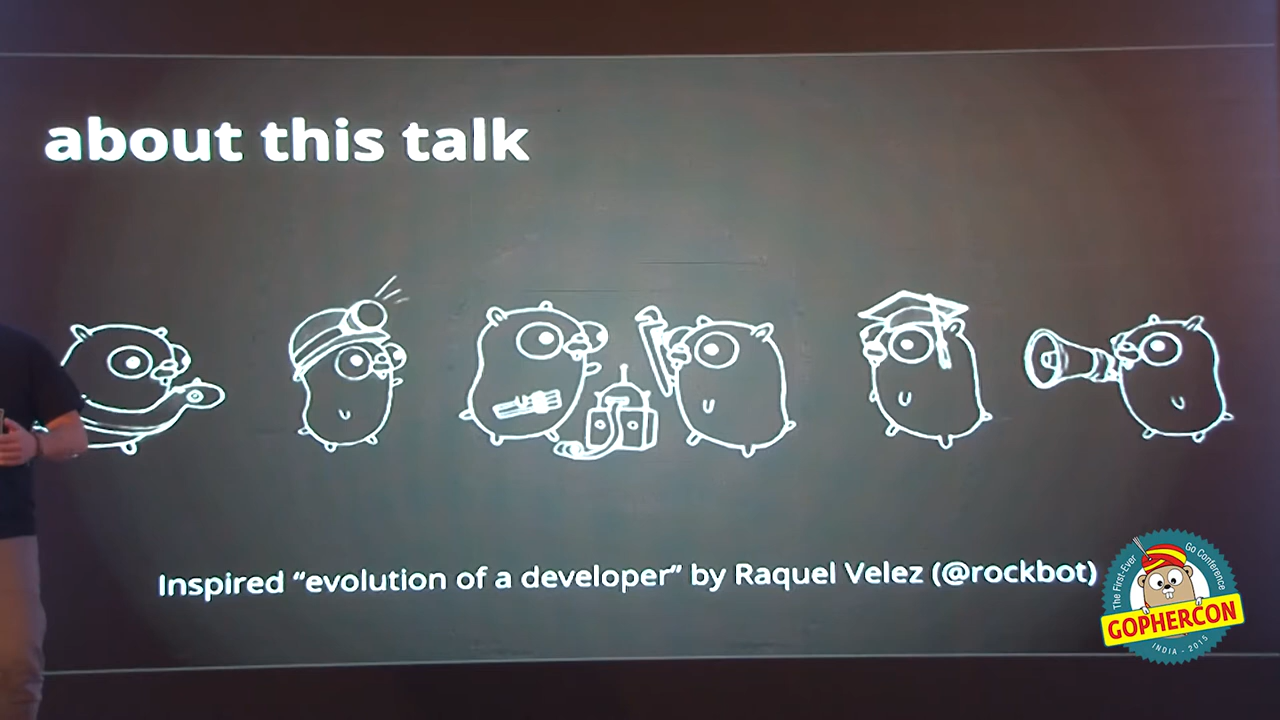 about this talk
Inspired “evolution of a developer” by Raquel Velez (@rockbot)
The First-Ever Go Conference
GOPHERCON
INDIA - 2015